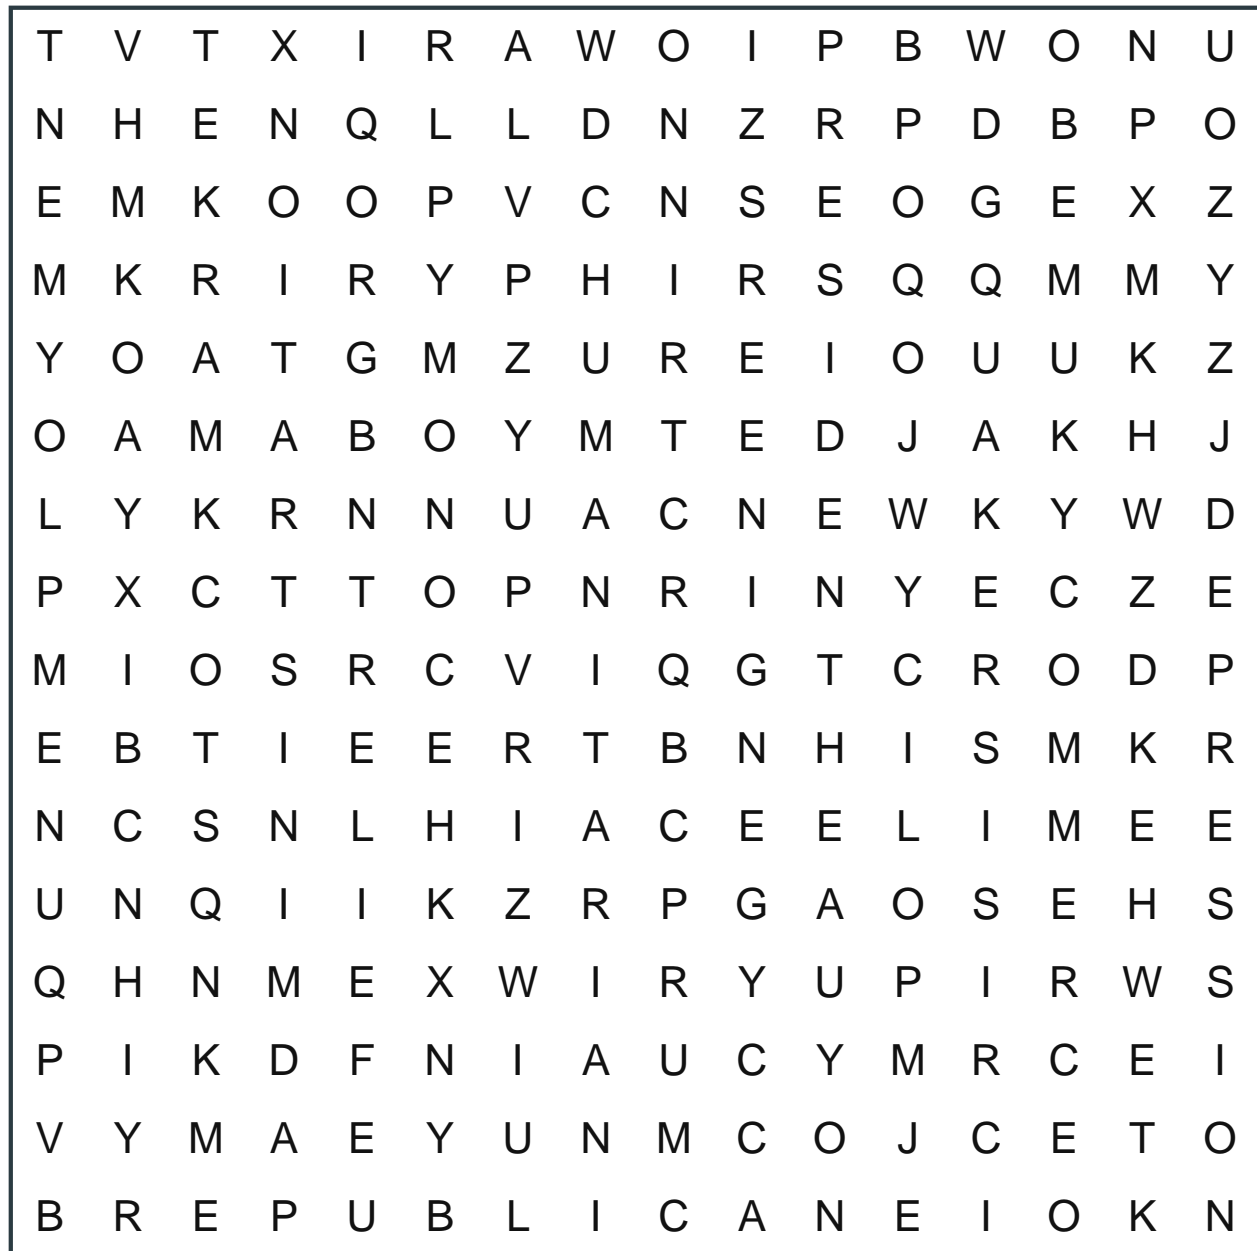 T V T X I R A W O I P B W O N U
N H E N Q L L D N Z R P D B P O
E M K O O P V C N S E O G E X Z
M K R I R Y P H I R S Q Q M M Y
Y O A T G M Z U R E I O U U K Z
O A M A B O Y M T E D J A K H J
L Y K R N N U A C N E W K Y W D
P X C T T O P N R I N Y E C Z E
M I O S R C V I Q G T C R O D P
E B T I E E R T B N H I S M K R
N C S N L H I A C E E L I M E E
U N Q I I K Z R P G A O S E H S
Q H N M E X W I R Y U P I R W S
P I K D F N I A U C Y M R C E I
V Y M A E Y U N M C O J C E T O
B R E P U B L I C A N E I O K N